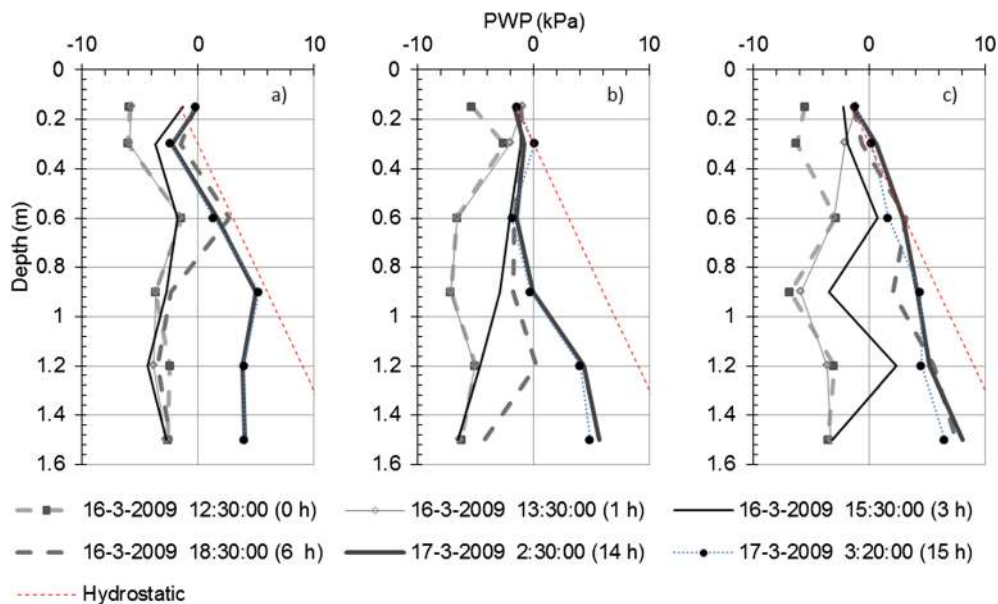 PWP (kPa)
-10 0 10 -10 0 10 -10 0 10
0
0.2
0.4
0.6
0.8
1
1.2
1.4
1.6
Depth (m)
a) b) c)
16-3-2009 12:30:00 (0 h) 16-3-2009 13:30:00 (1 h) 16-3-2009 15:30:00 (3 h)
16-3-2009 18:30:00 (6 h) 17-3-2009 2:30:00 (14 h) 17-3-2009 3:20:00 (15 h)
Hydrostatic